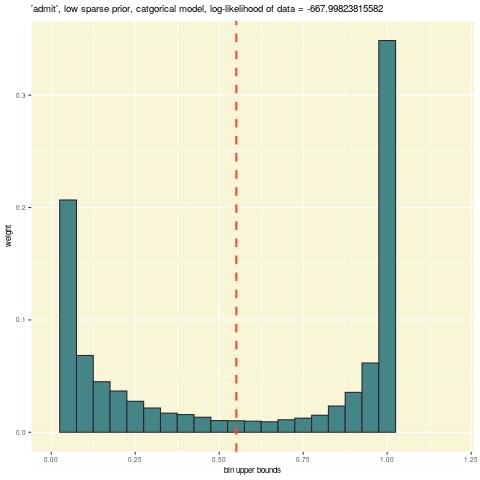 'admit', low sparse prior, catgorical model, log-likelihood of data = -667.99823815582
0.3
0.2
weight
0.1
0.0
0.00 0.25 0.50 0.75 1.00 1.25
bin upper bounds